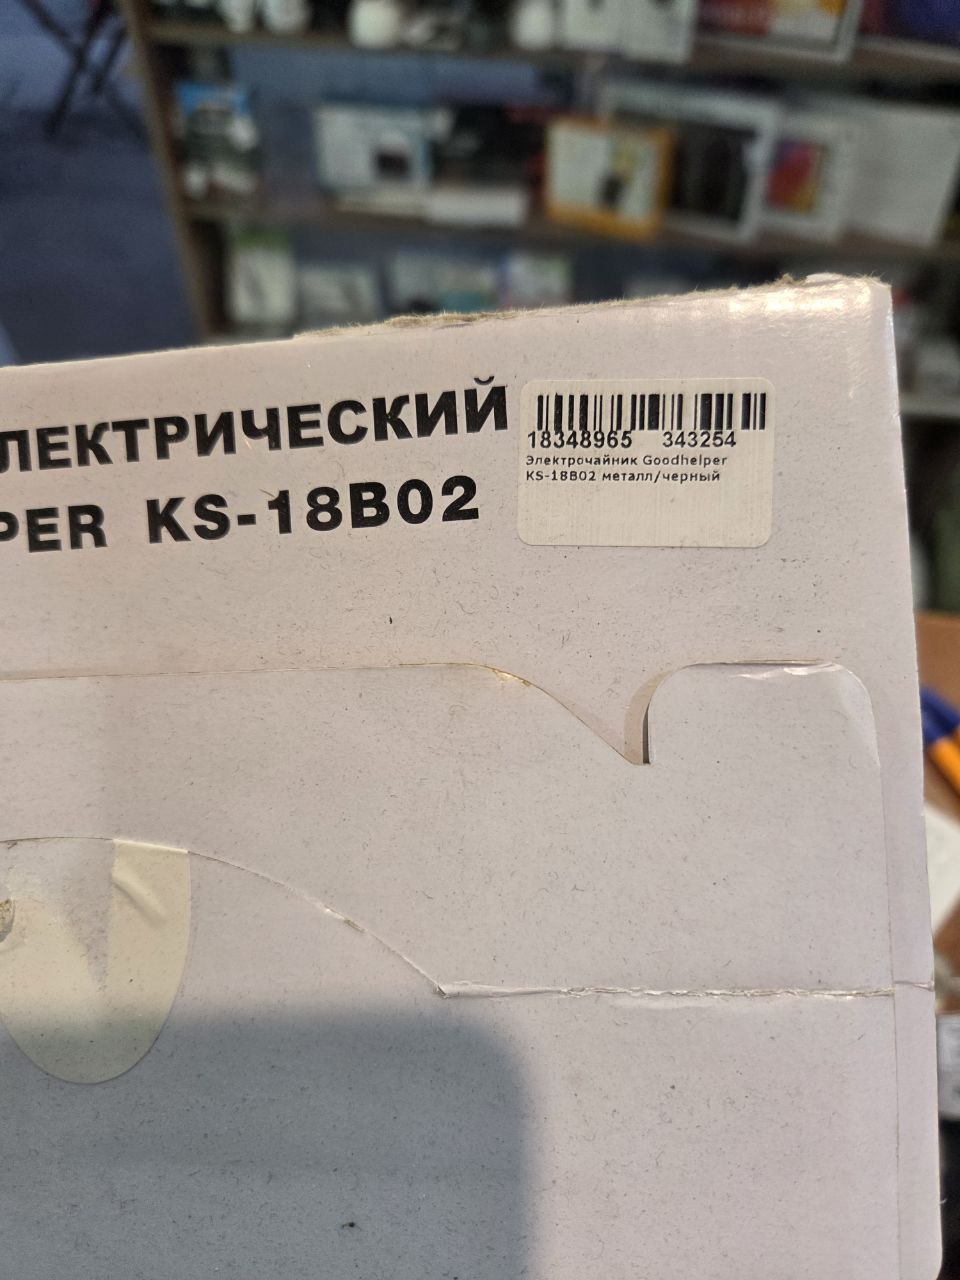 ЛЕКТРИЧЕСКИЙ
PER KS-18B02
18348965 343254
Электрочайник Goodhelper
KS-18B02 металл/черный